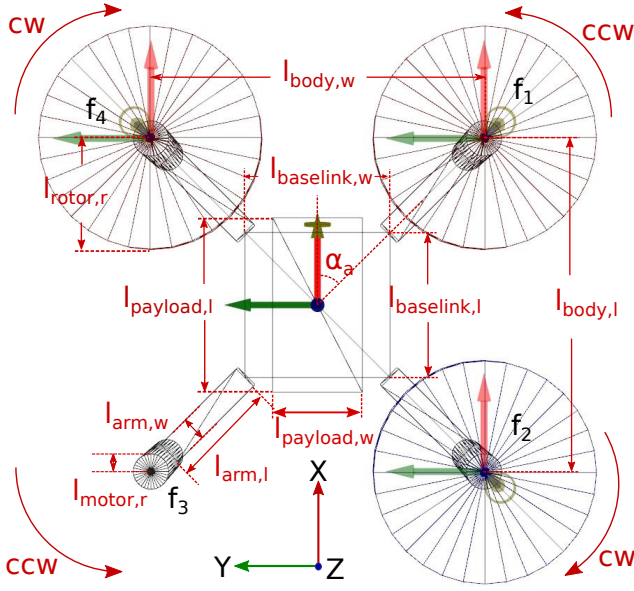 cw
ccw
l_body,w
f_4
f_1
l_baselink,w
l_rotor,r
α_a
l_payload,l
l_baselink,l
l_body,l
l_arm,w
l_payload,w
f_2
l_arm,l
l_motor,r
f_3
X
ccw
Y
Z
cw